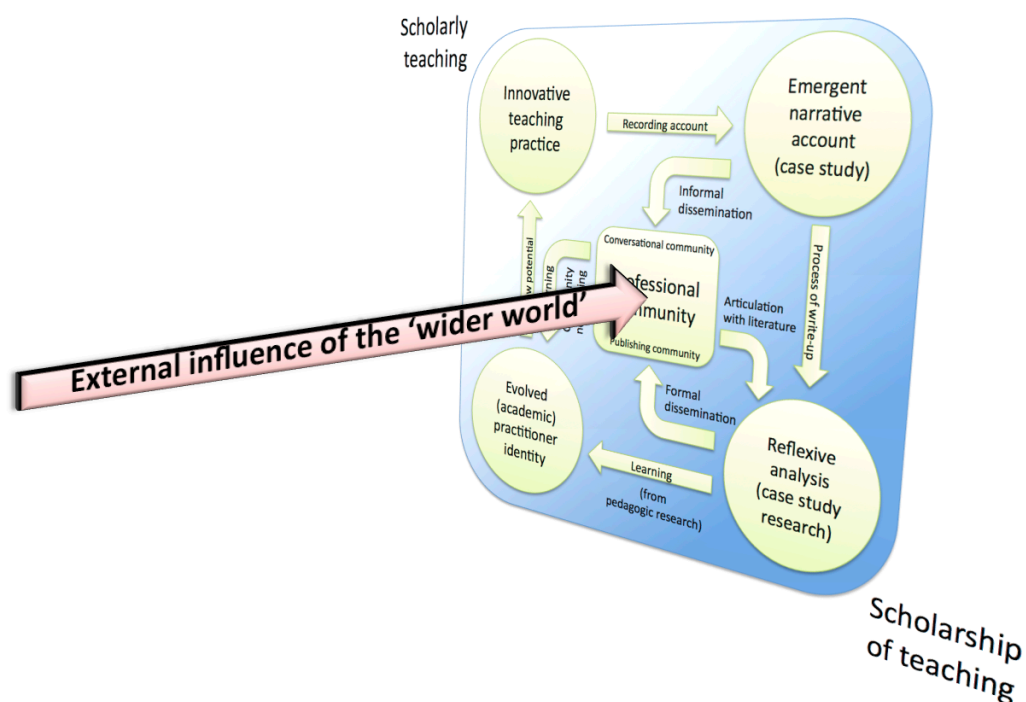 Scholarly
teaching
Innovative
teaching
practice
Recording account
Emergent
narrative
account
(case study)
Informal
dissemination
Conversational community
Publishing community
Articulation
with literature
Process of write-up
potential
External influence of the ‘wider world’
Formal
dissemination
Evolved
(academic)
practitioner
identity
Learning
(from
pedagogic research)
Reflexive
analysis
(case study
research)
Scholarship
of teaching